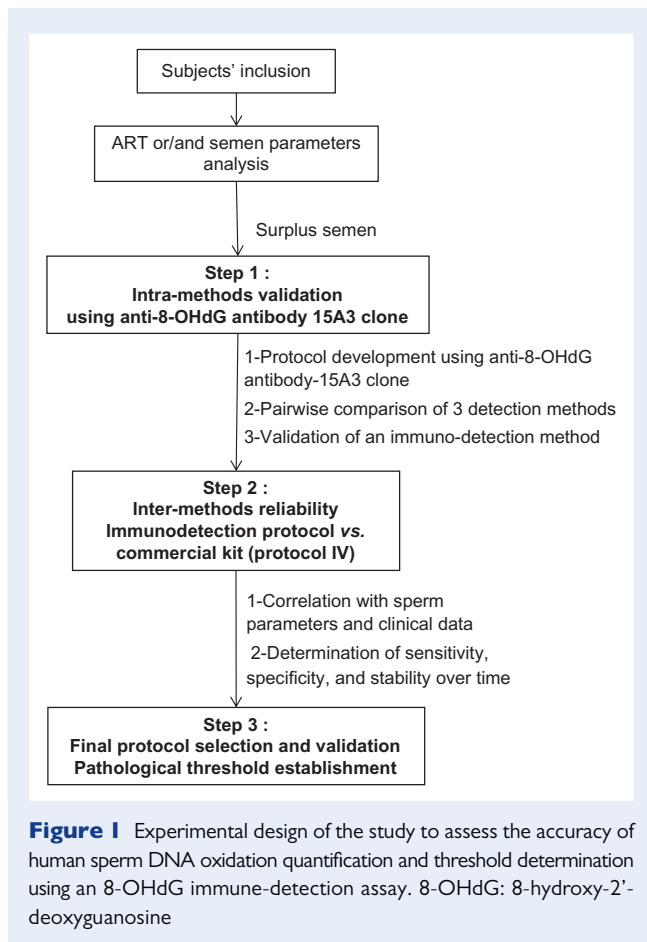 Subjects' inclusion
ART or/and semen parameters
analysis
Surplus semen
Step 1 :
Intra-methods validation
using anti-8-OHdG antibody 15A3 clone
1-Protocol development using anti-8-OHdG
antibody-15A3 clone
2-Pairwise comparison of 3 detection methods
3-Validation of an immuno-detection method
Step 2 :
Inter-methods reliability
Immunodetection protocol vs.
commercial kit (protocol IV)
1-Correlation with sperm
parameters and clinical data
2-Determination of sensitivity,
specificity, and stability over time
Step 3 :
Final protocol selection and validation
Pathological threshold establishment
Figure 1 Experimental design of the study to assess the accuracy of
human sperm DNA oxidation quantification and threshold determination
using an 8-OHdG immune-detection assay. 8-OHdG: 8-hydroxy-2'-
deoxyguanosine